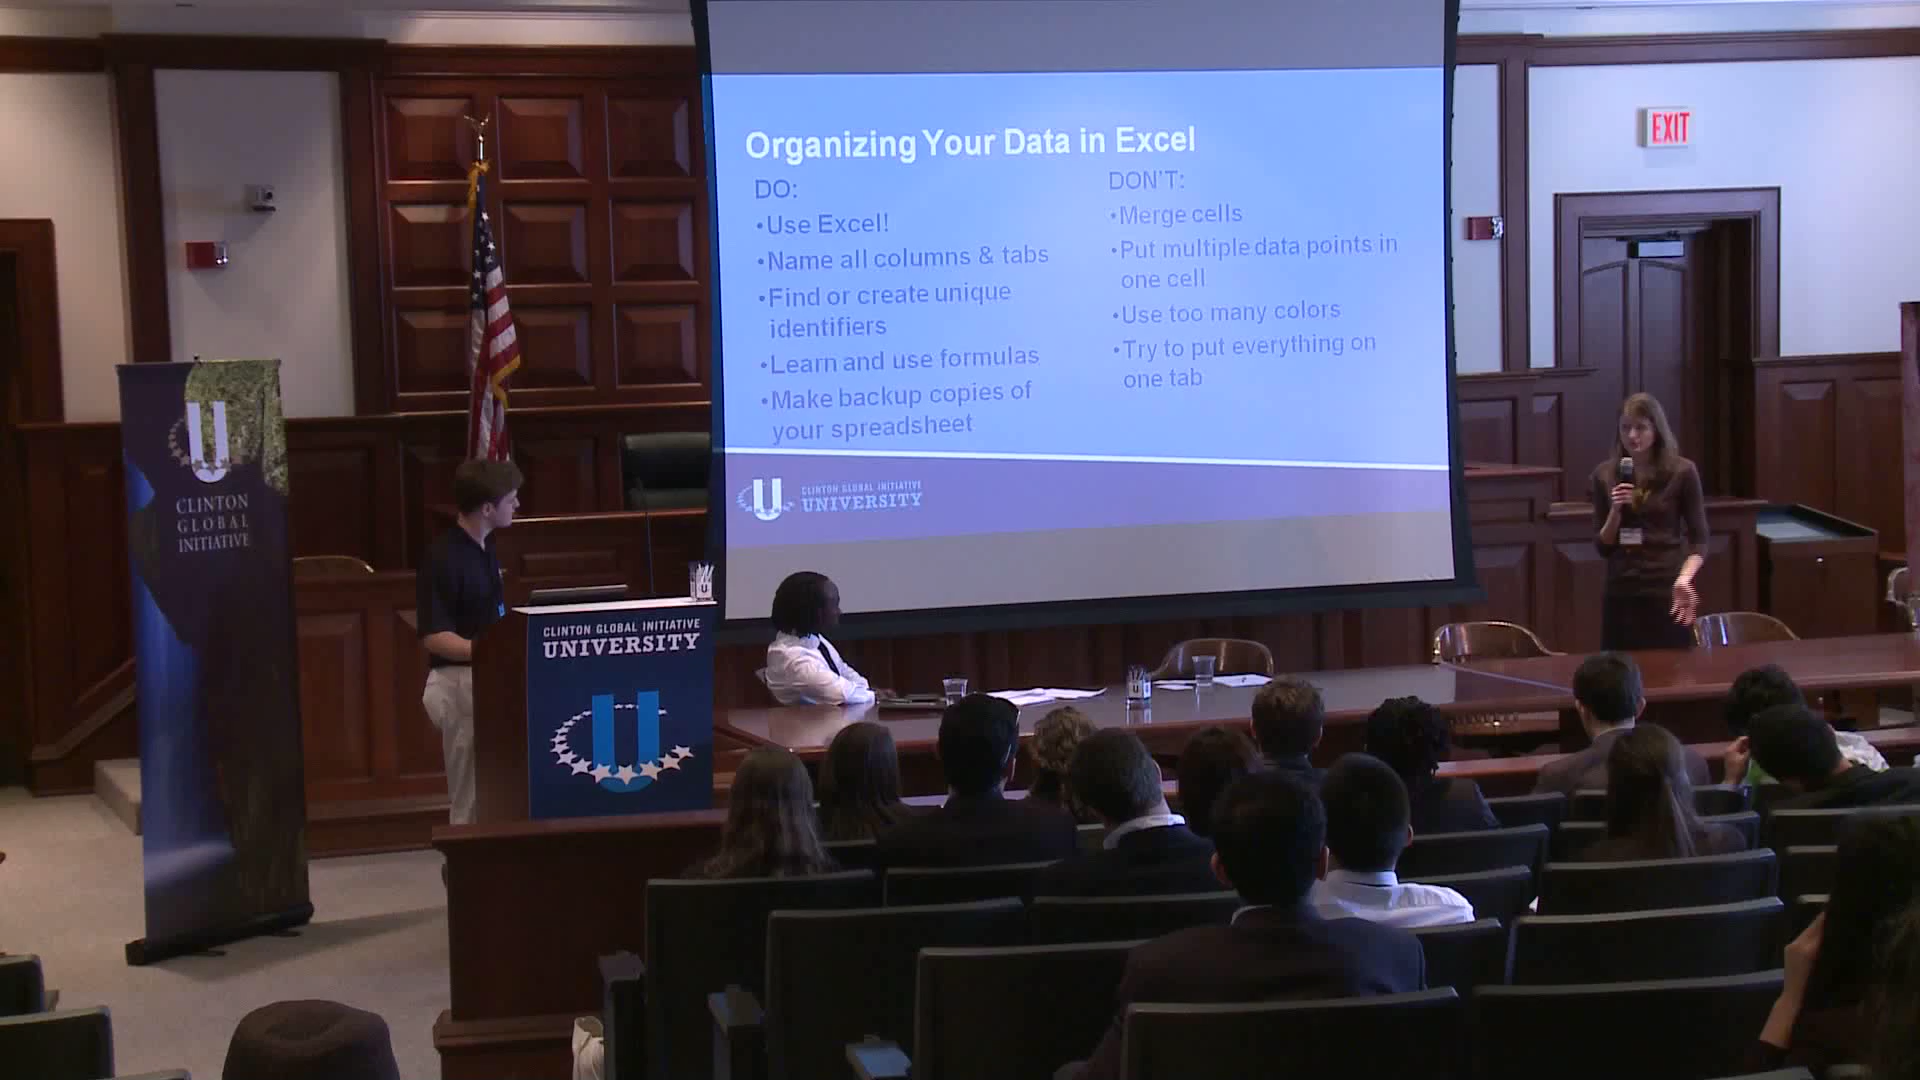 Organizing Your Data in Excel
DO:
•Use Excel!
•Name all columns & tabs
•Find or create unique
identifiers
•Learn and use formulas
•Make backup copies of
your spreadsheet
DON'T:
•Merge cells
•Put multiple data points in
one cell
•Use too many colors
•Try to put everything on
one tab
U
CLINTON GLOBAL INITIATIVE
UNIVERSITY
EXIT
U
CLINTON
GLOBAL
INITIATIVE
CLINTON GLOBAL INITIATIVE
UNIVERSITY
U
U